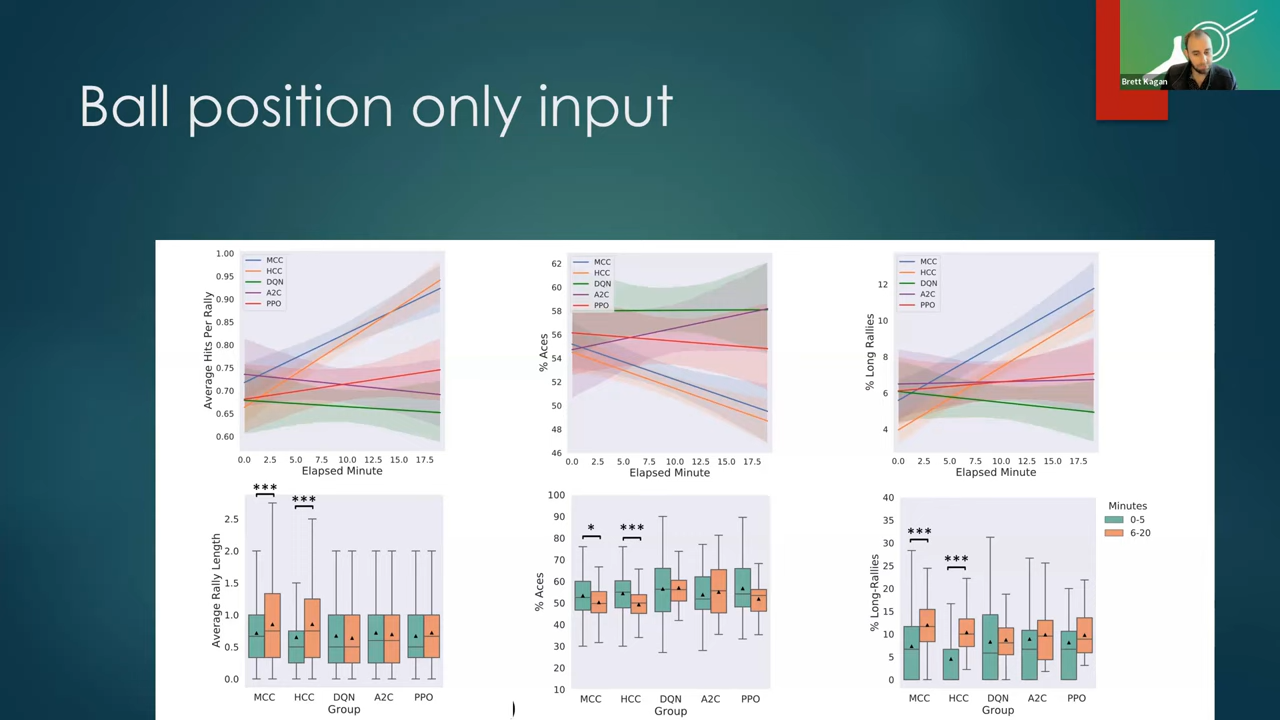 Brett Kagan
Ball position only input
1.00
0.95
0.90
0.85
0.80
0.75
0.70
0.65
0.60
Average Hits Per Rally
MCC
HCC
DQN
A2C
PPO
0.0 2.5 5.0 7.5 10.0 12.5 15.0 17.5
Elapsed Minute
62
60
58
56
54
52
50
48
46
% Aces
MCC
HCC
DQN
A2C
PPO
0.0 2.5 5.0 7.5 10.0 12.5 15.0 17.5
Elapsed Minute
12
10
8
6
4
% Long Rallies
MCC
HCC
DQN
A2C
PPO
0.0 2.5 5.0 7.5 10.0 12.5 15.0 17.5
Elapsed Minute
*** ***
2.5
2.0
1.5
1.0
0.5
0.0
Average Rally Length
MCC HCC DQN A2C PPO
Group
* ***
100
90
80
70
60
50
40
30
20
10
% Aces
MCC HCC DQN A2C PPO
Group
*** ***
40
35
30
25
20
15
10
5
0
% Long-Rallies
MCC HCC DQN A2C PPO
Group
Minutes
0-5
6-20
)